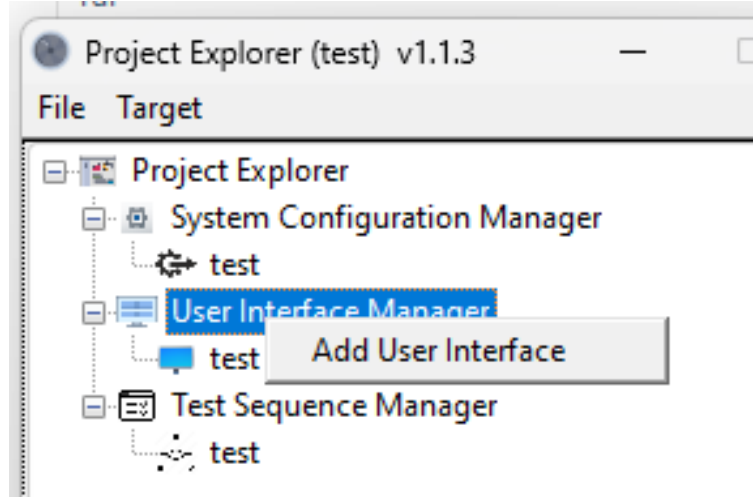 Project Explorer (test) v1.1.3
File Target
Project Explorer
System Configuration Manager
test
User Interface Manager
test
Add User Interface
Test Sequence Manager
test